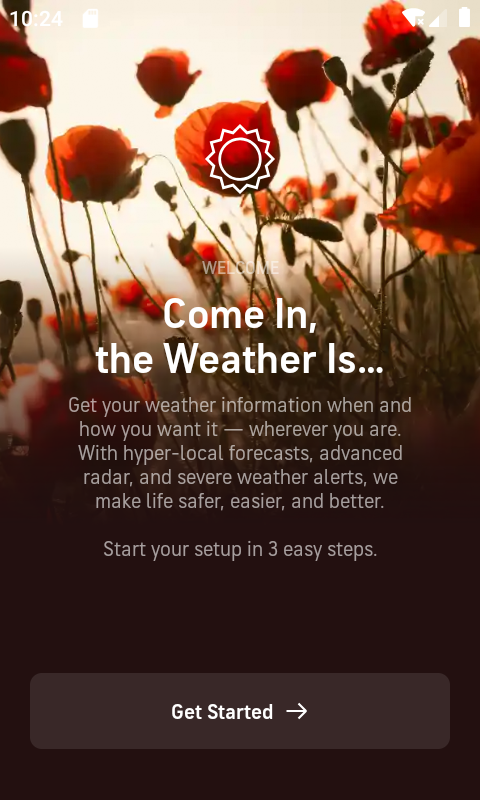 10:24
WELCOME
Come In,
the Weather Is...
Get your weather information when and
how you want it — wherever you are.
With hyper-local forecasts, advanced
radar, and severe weather alerts, we
make life safer, easier, and better.
Start your setup in 3 easy steps.
Get Started →